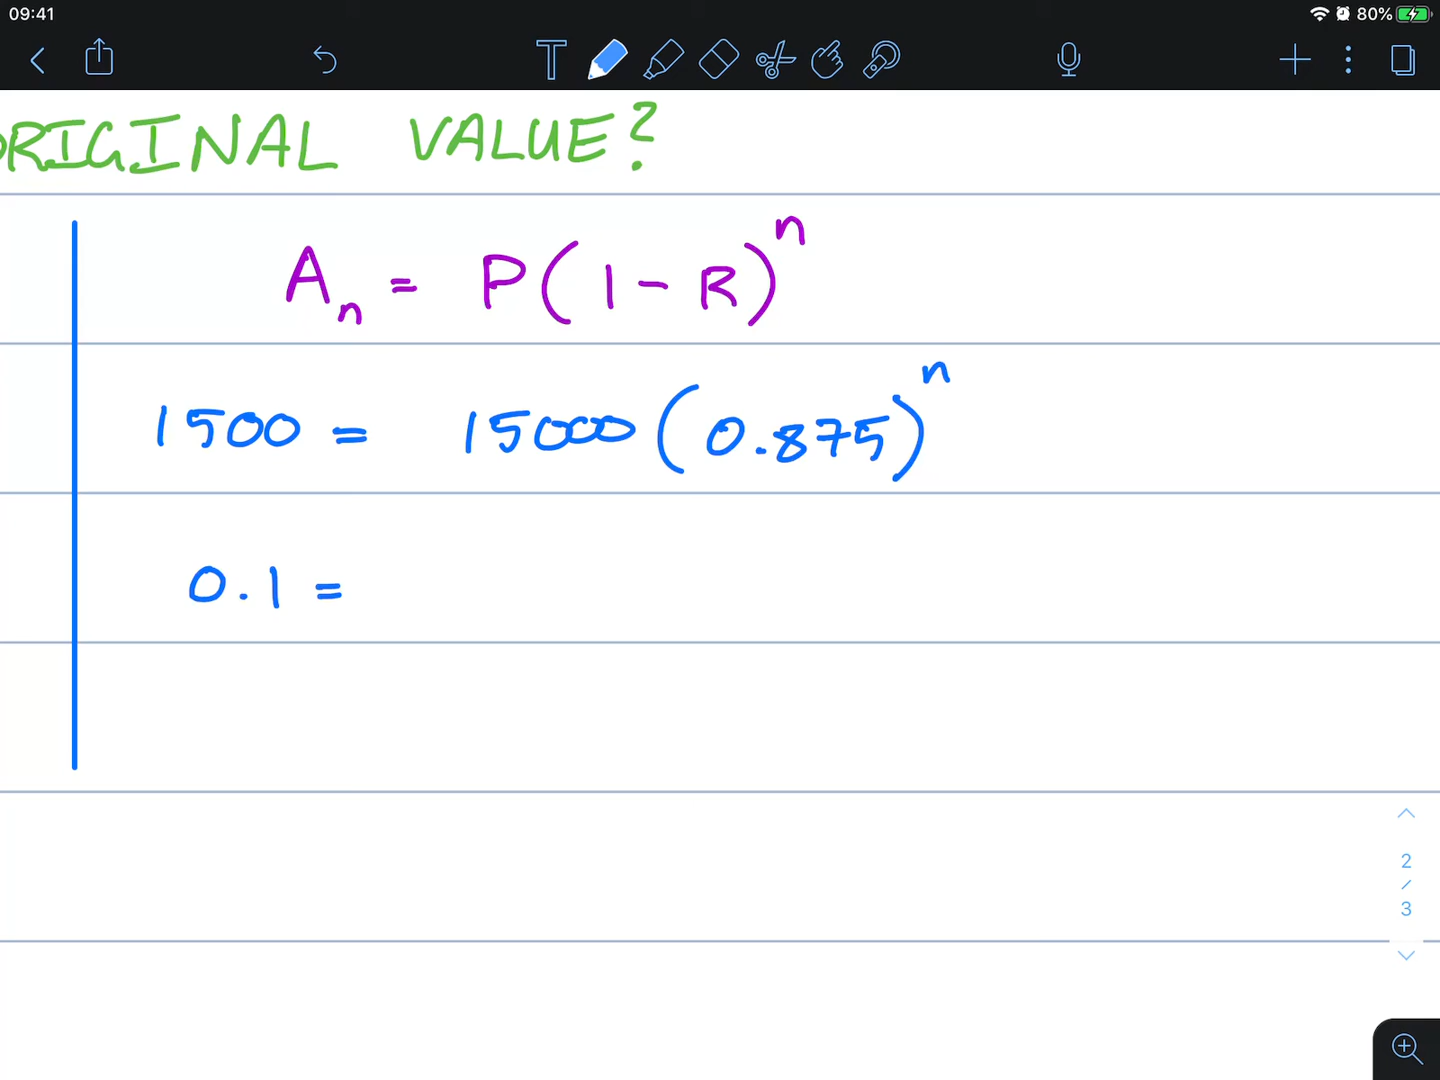 09:41 80%
T
RIGINAL VALUE?
Aₙ = P(1 - R)ⁿ
1500 = 15000(0.875)ⁿ
0.1 =
2
/
3